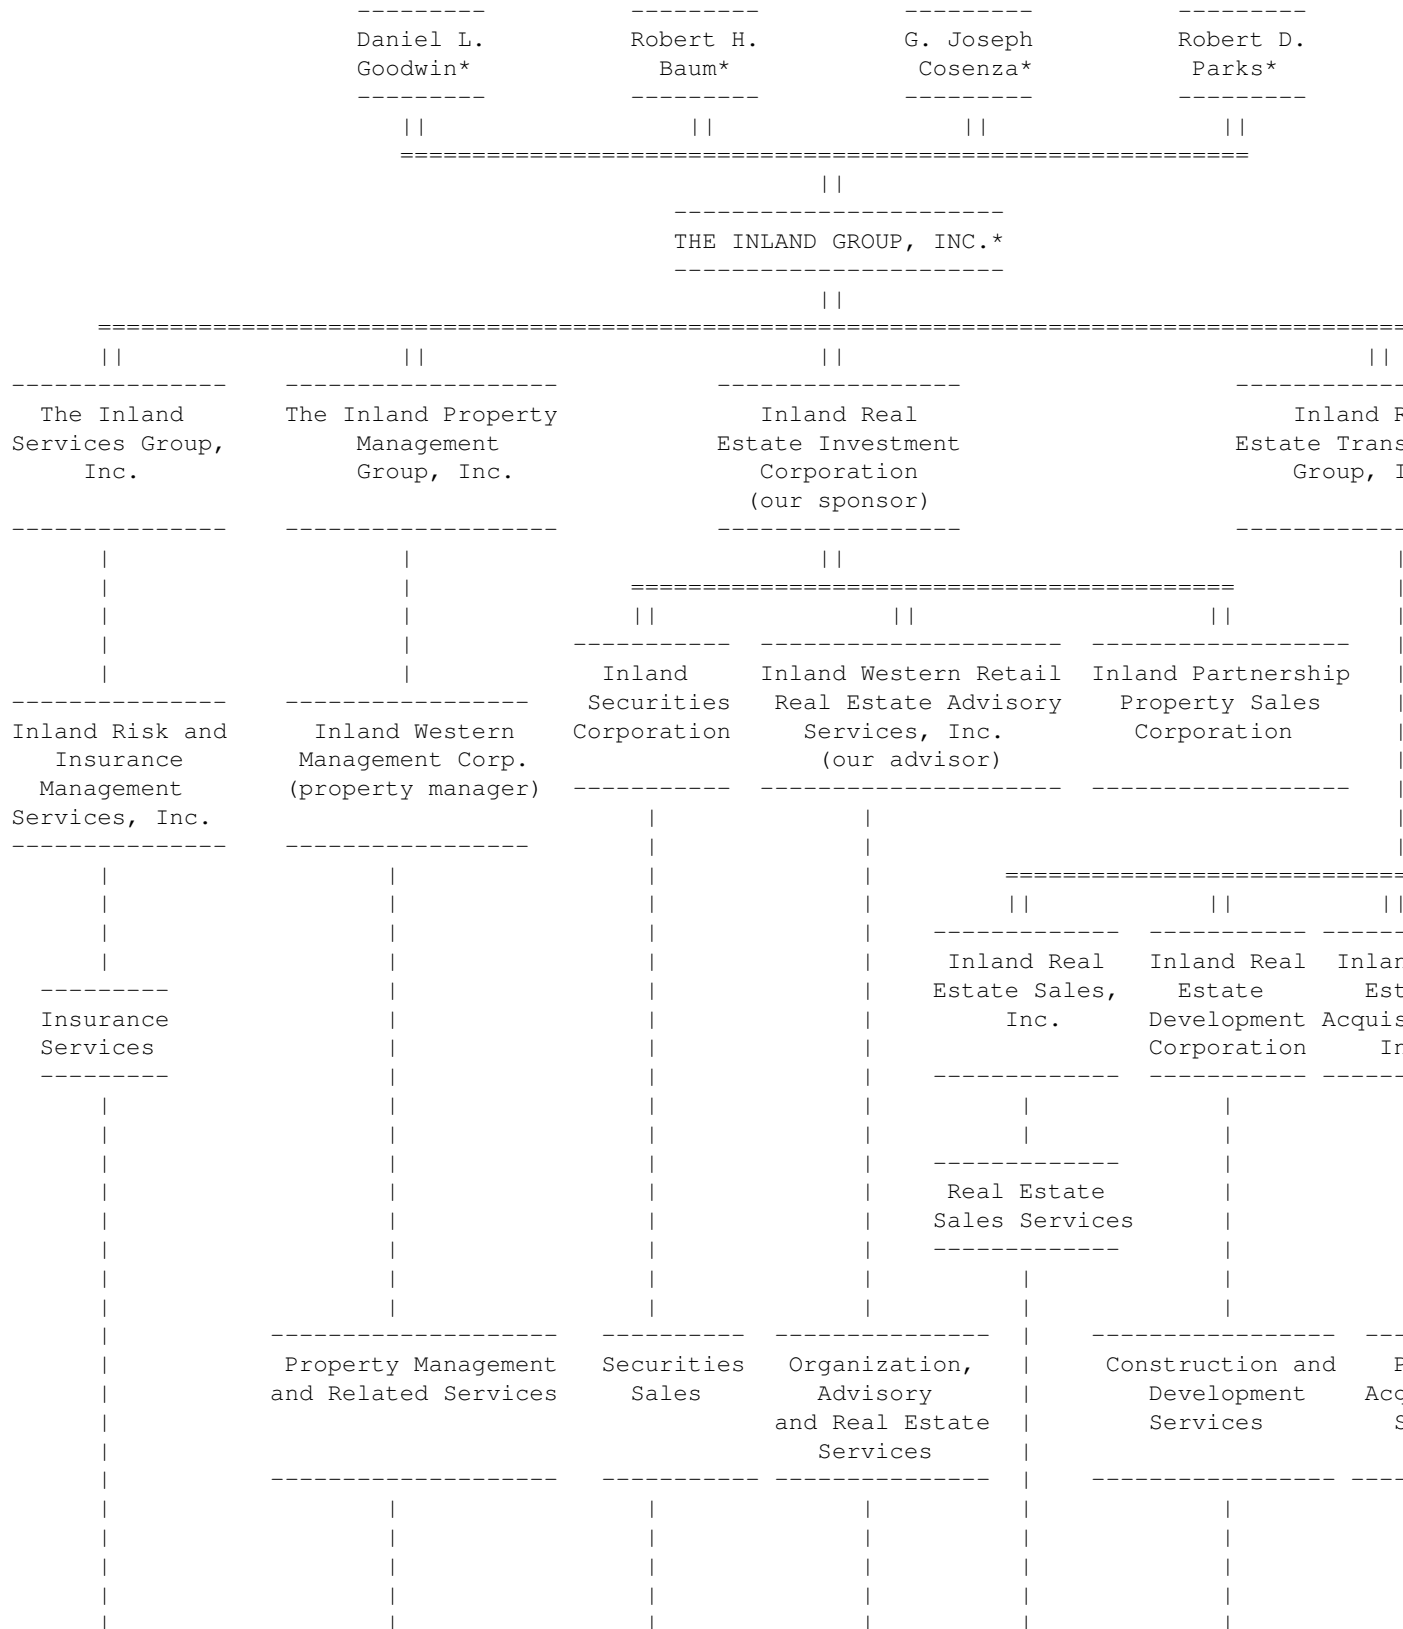 Daniel L. Robert H. G. Joseph Robert D.
Goodwin* Baum* Cosenza* Parks*
THE INLAND GROUP, INC.*
The Inland The Inland Property Inland Real Inland
Services Group, Management Estate Investment Estate
Inc. Group, Inc. Corporation Group,
(our sponsor)
Inland Inland Western Retail Inland Partnership
Securities Real Estate Advisory Property Sales
Inland Risk and Inland Western Corporation Services, Inc. Corporation
Insurance Management Corp. (our advisor)
Management (property manager)
Services, Inc.
Inland Real Inland Real
Estate Sales, Estate
Insurance Inc. Development
Services Corporation
Real Estate
Sales Services
Property Management Securities Organization, Construction and
and Related Services Sales Advisory Development
and Real Estate Services
Services